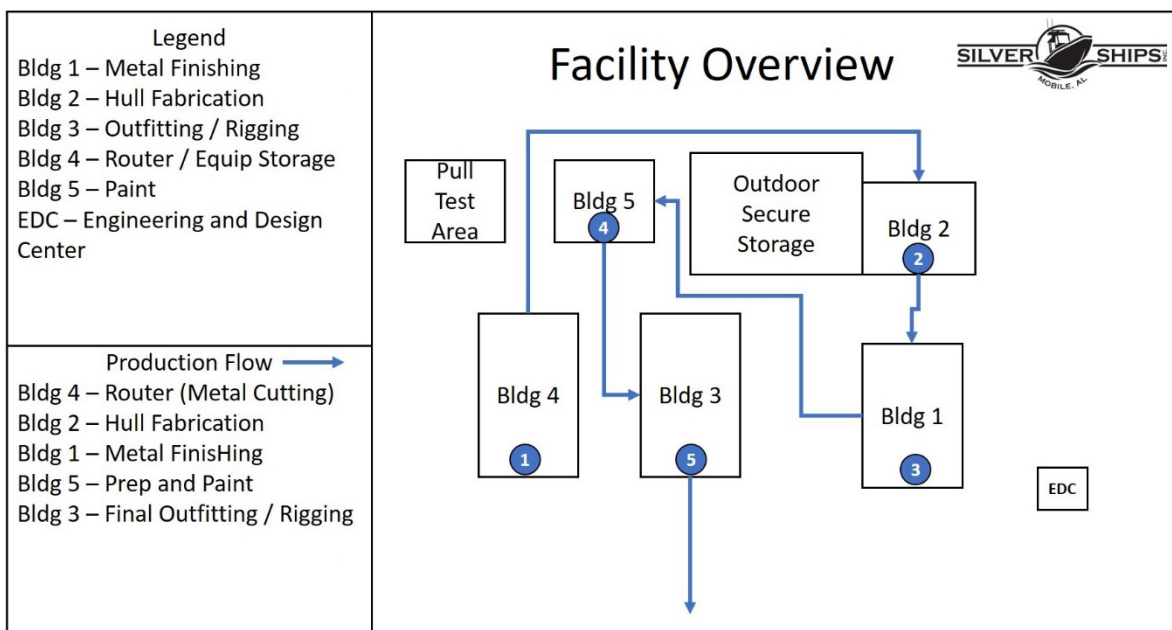 Legend
Bldg 1 – Metal Finishing
Bldg 2 – Hull Fabrication
Bldg 3 – Outfitting / Rigging
Bldg 4 – Router / Equip Storage
Bldg 5 – Paint
EDC – Engineering and Design
Center
Production Flow
Bldg 4 – Router (Metal Cutting)
Bldg 2 – Hull Fabrication
Bldg 1 – Metal FinisHing
Bldg 5 – Prep and Paint
Bldg 3 – Final Outfitting / Rigging
Facility Overview
SILVER SHIPS INC.
MOBILE, AL
Pull
Test
Area
Bldg 5
4
Outdoor
Secure
Storage
Bldg 2
2
Bldg 4
1
Bldg 3
5
Bldg 1
3
EDC